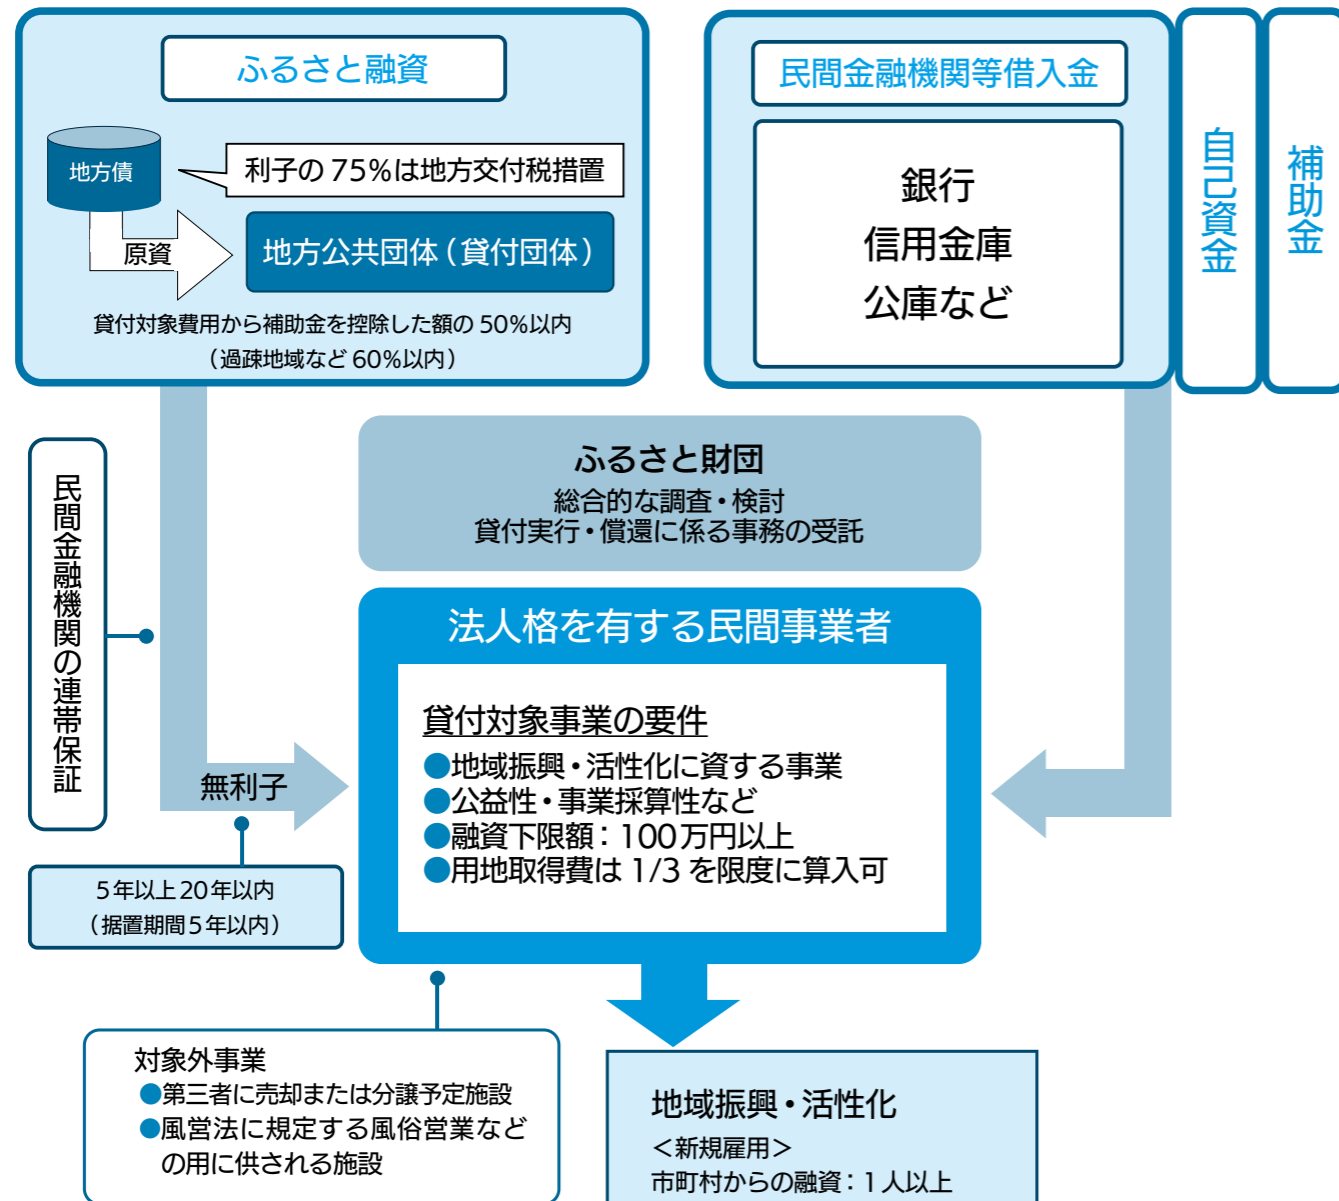 ふるさと融資
地方債
利子の75%は地方交付税措置
原資
地方公共団体（貸付団体）
貸付対象費用から補助金を控除した額の50%以内
（過疎地域など60%以内）
民間金融機関等借入金
銀行
信用金庫
公庫など
自己資金
補助金
ふるさと財団
総合的な調査・検討
貸付実行・償還に係る事務の受託
民間金融機関の連帯保証
無利子
5年以上20年以内
（据置期間5年以内）
法人格を有する民間事業者
貸付対象事業の要件
●地域振興・活性化に資する事業
●公益性・事業採算性など
●融資下限額：100万円以上
●用地取得費は1/3を限度に算入可
対象外事業
●第三者に売却または分譲予定施設
●風営法に規定する風俗営業など
の用に供される施設
地域振興・活性化
＜新規雇用＞
市町村からの融資：1人以上